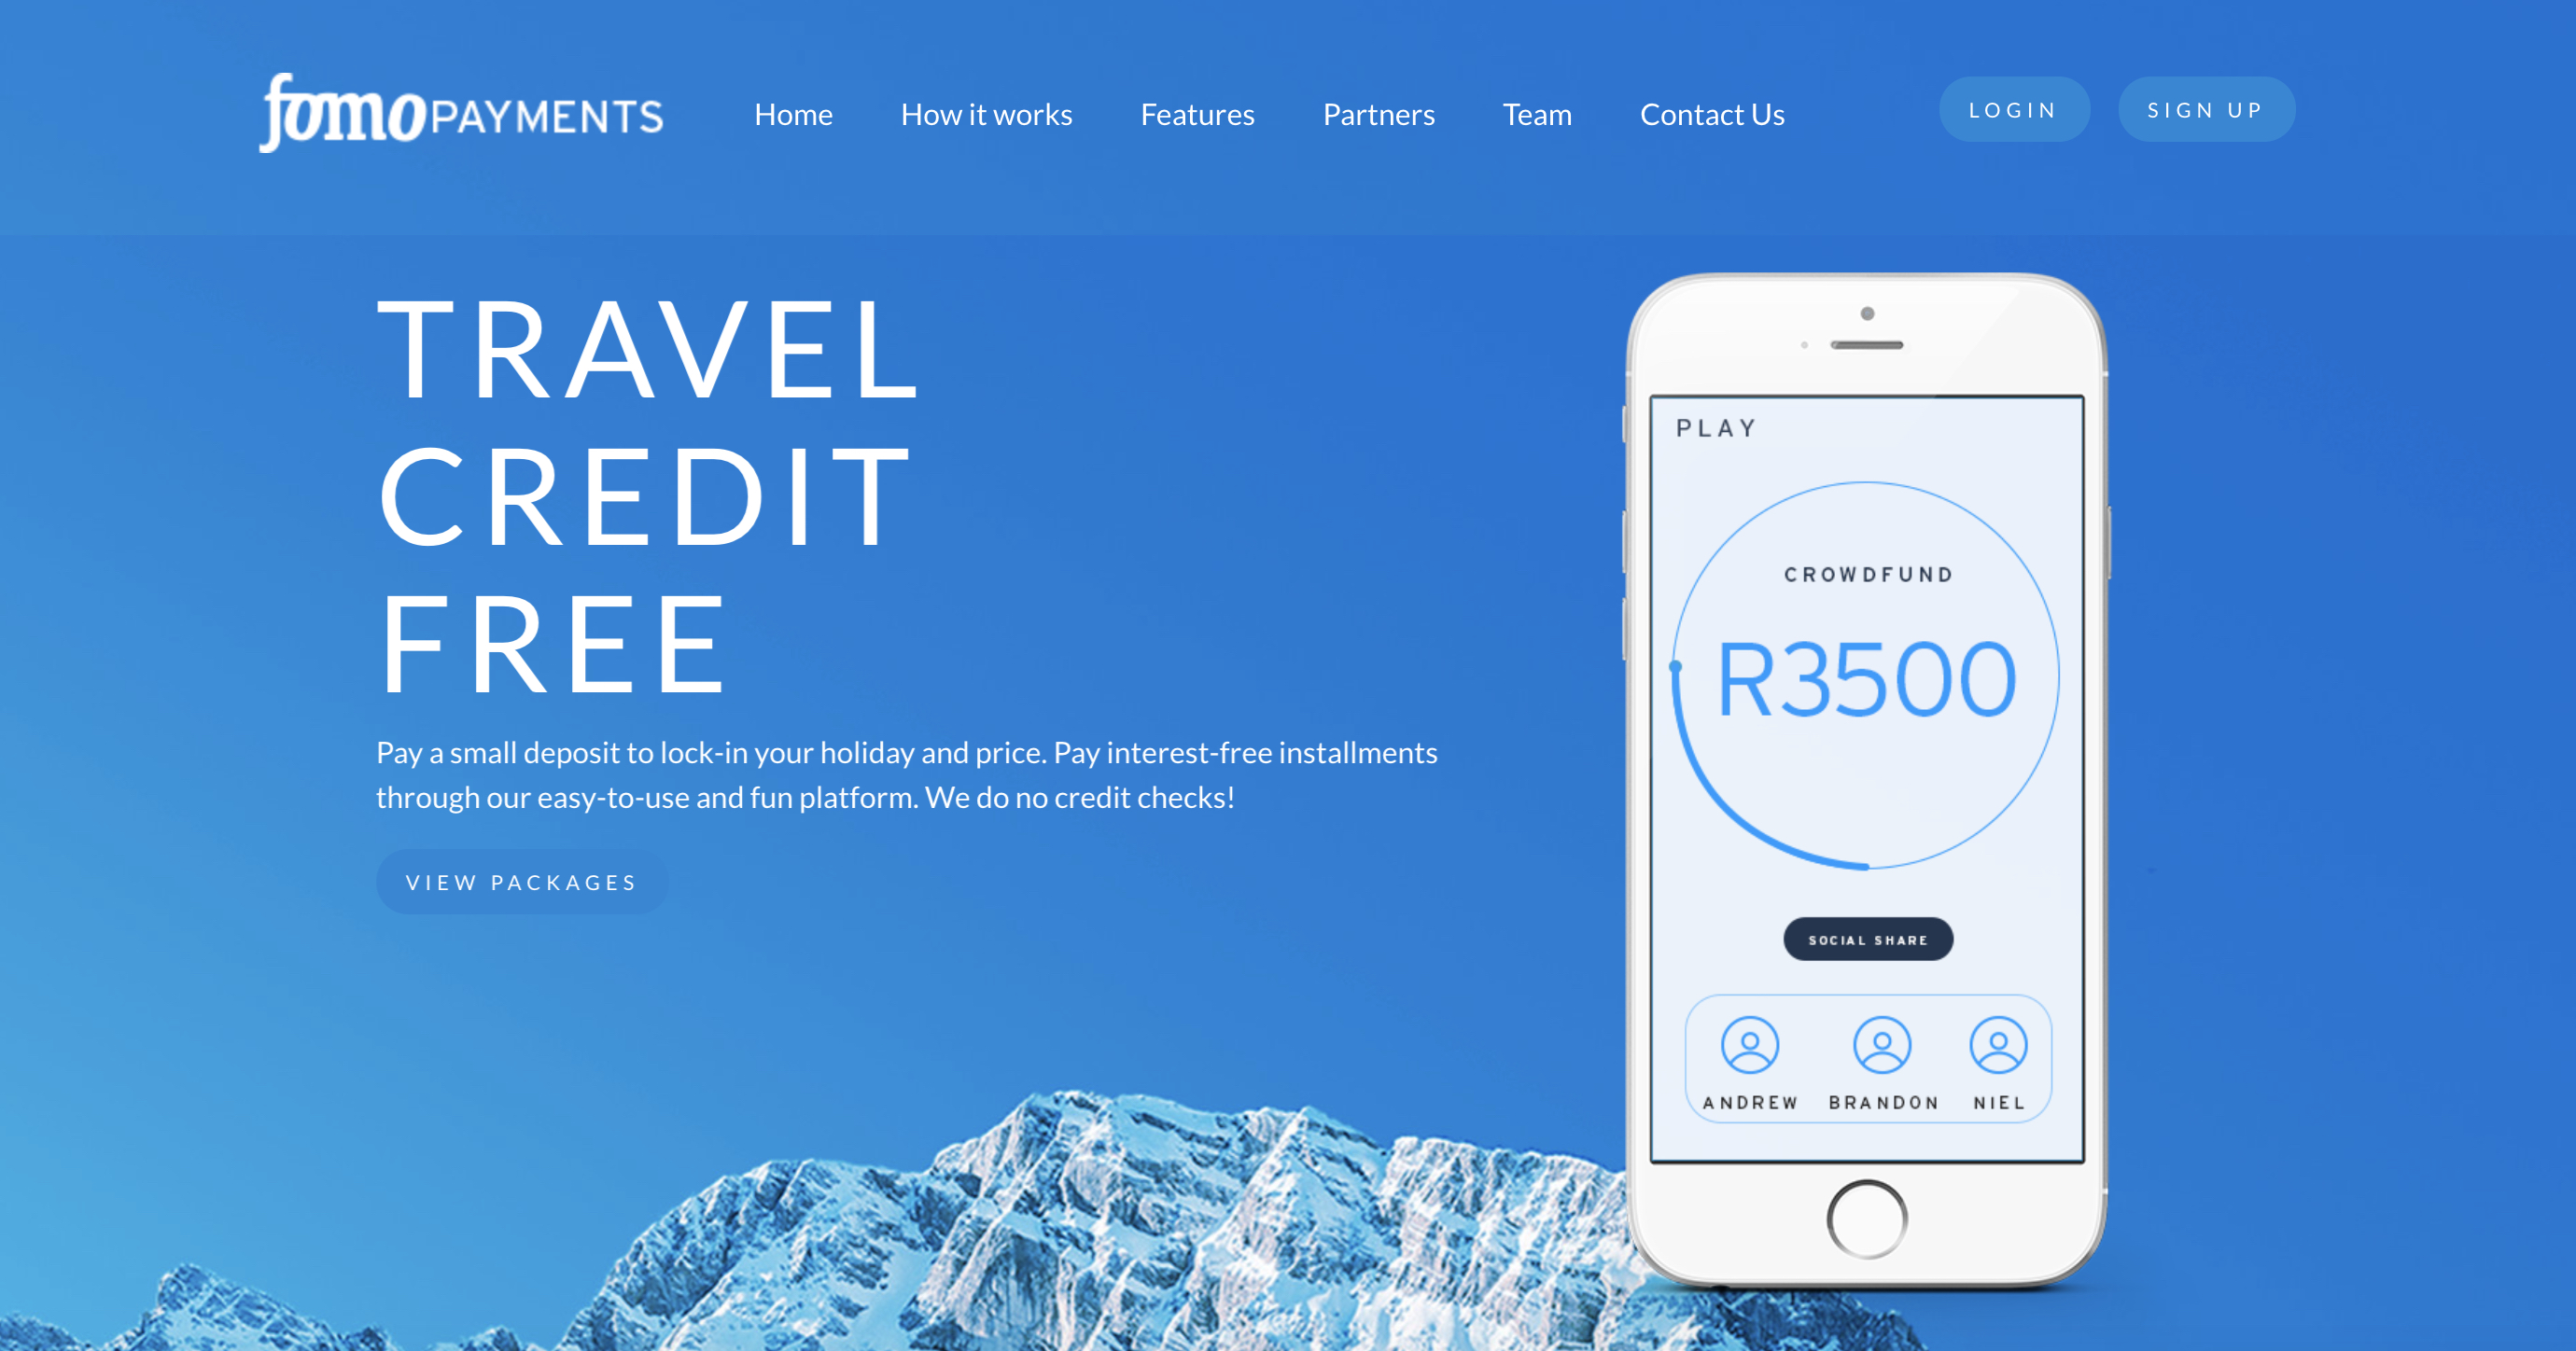 fomo PAYMENTS
Home How it works Features Partners Team Contact Us LOGIN SIGN UP
TRAVEL
CREDIT
FREE
Pay a small deposit to lock-in your holiday and price. Pay interest-free installments
through our easy-to-use and fun platform. We do no credit checks!
VIEW PACKAGES
PLAY
CROWDFUND
R3500
SOCIAL SHARE
ANDREW BRANDON NIEL